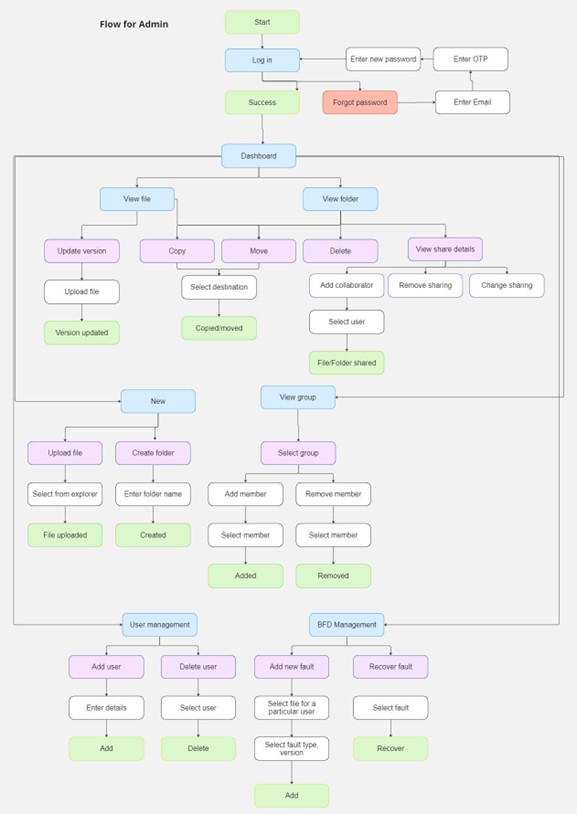 Flow for Admin
Start
Log in
Enter new password
Enter OTP
Success
Forgot password
Enter Email
Dashboard
View file
View folder
Update version
Copy
Move
Delete
View share details
Upload file
Select destination
Add collaborator
Remove sharing
Change sharing
Version updated
Copied/moved
Select user
File/Folder shared
New
View group
Upload file
Create folder
Select group
Select from explorer
Enter folder name
Add member
Remove member
File uploaded
Created
Select member
Select member
Added
Removed
User management
BFD Management
Add user
Delete user
Add new fault
Recover fault
Enter details
Select user
Select file for a
particular user
Select fault
Add
Delete
Select fault type,
version
Recover
Add